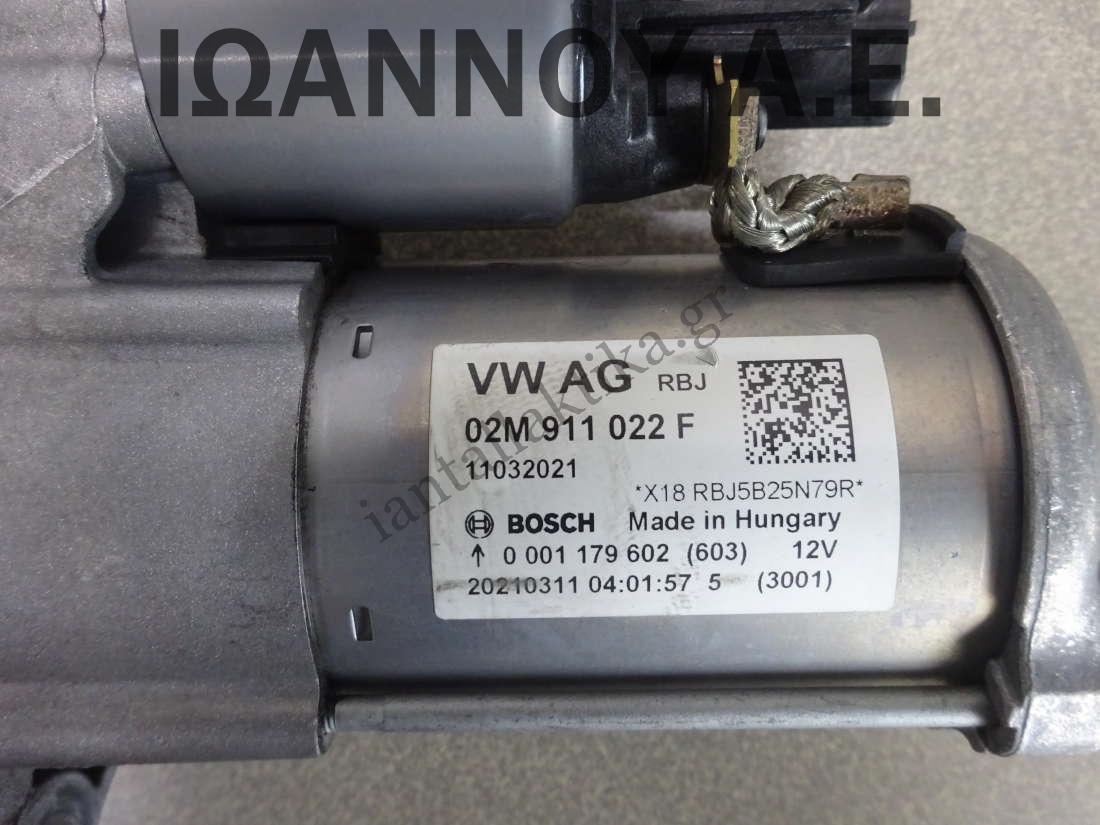 ΙΩΑΝΝΟΥ Α.Ε.
VW AG RBJ
02M 911 022 F
11032021
*X18 RBJ5B25N79R*
BOSCH Made in Hungary
↑ 0 001 179 602 (603) 12V
20210311 04:01:57 5 (3001)
iantallaktika.gr